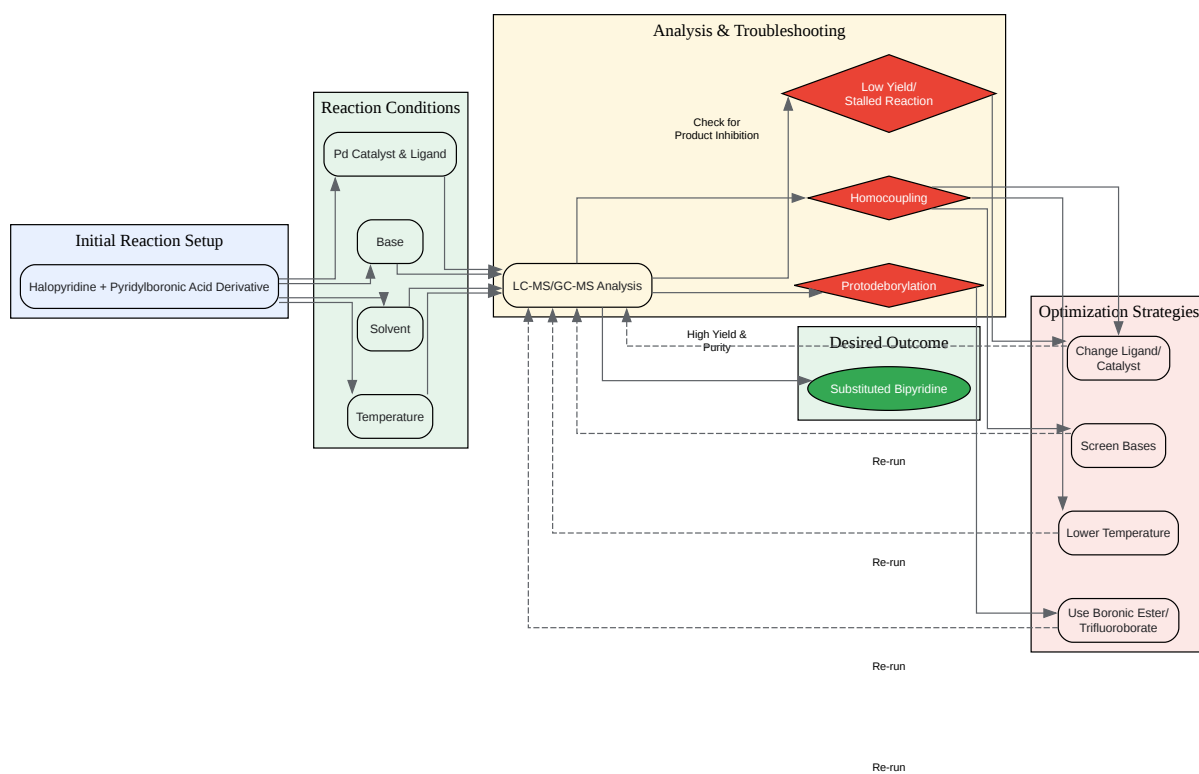 Initial Reaction Setup
Halopyridine + Pyridylboronic Acid Derivative
Reaction Conditions
Pd Catalyst & Ligand
Base
Solvent
Temperature
Analysis & Troubleshooting
LC-MS/GC-MS Analysis
Check for
Product Inhibition
Low Yield/
Stalled Reaction
Homocoupling
Protodeborylation
High Yield &
Purity
Desired Outcome
Substituted Bipyridine
Optimization Strategies
Change Ligand/
Catalyst
Screen Bases
Lower Temperature
Use Boronic Ester/
Trifluoroborate
Re-run
Re-run
Re-run
Re-run